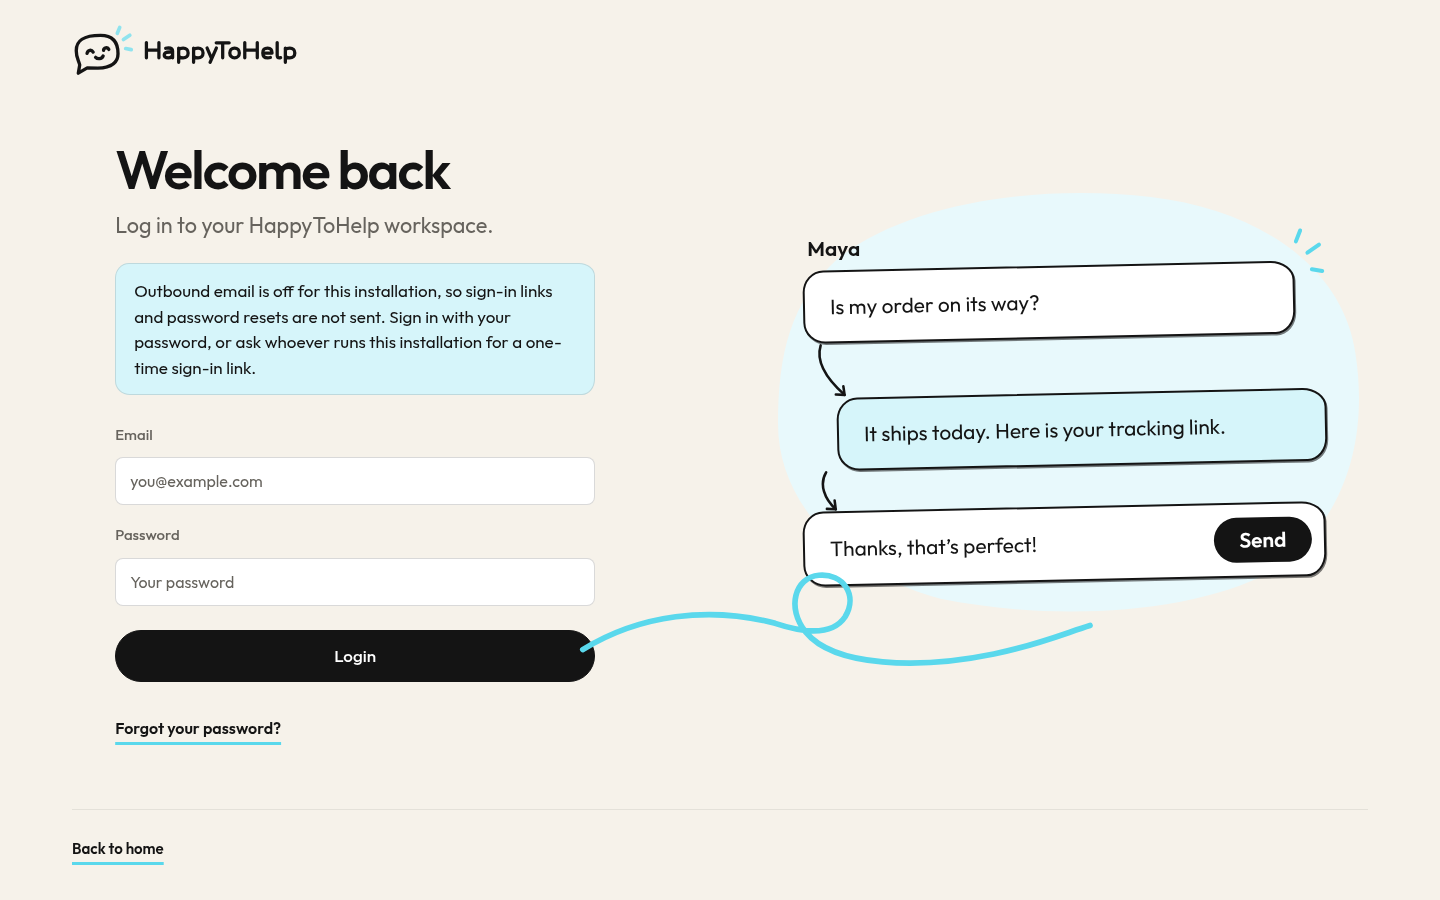 HappyToHelp
Welcome back
Log in to your HappyToHelp workspace.
Outbound email is off for this installation, so sign-in links
and password resets are not sent. Sign in with your
password, or ask whoever runs this installation for a one-
time sign-in link.
Email
you@example.com
Password
Your password
Login
Forgot your password?
Maya
Is my order on its way?
It ships today. Here is your tracking link.
Thanks, that’s perfect!
Send
Back to home